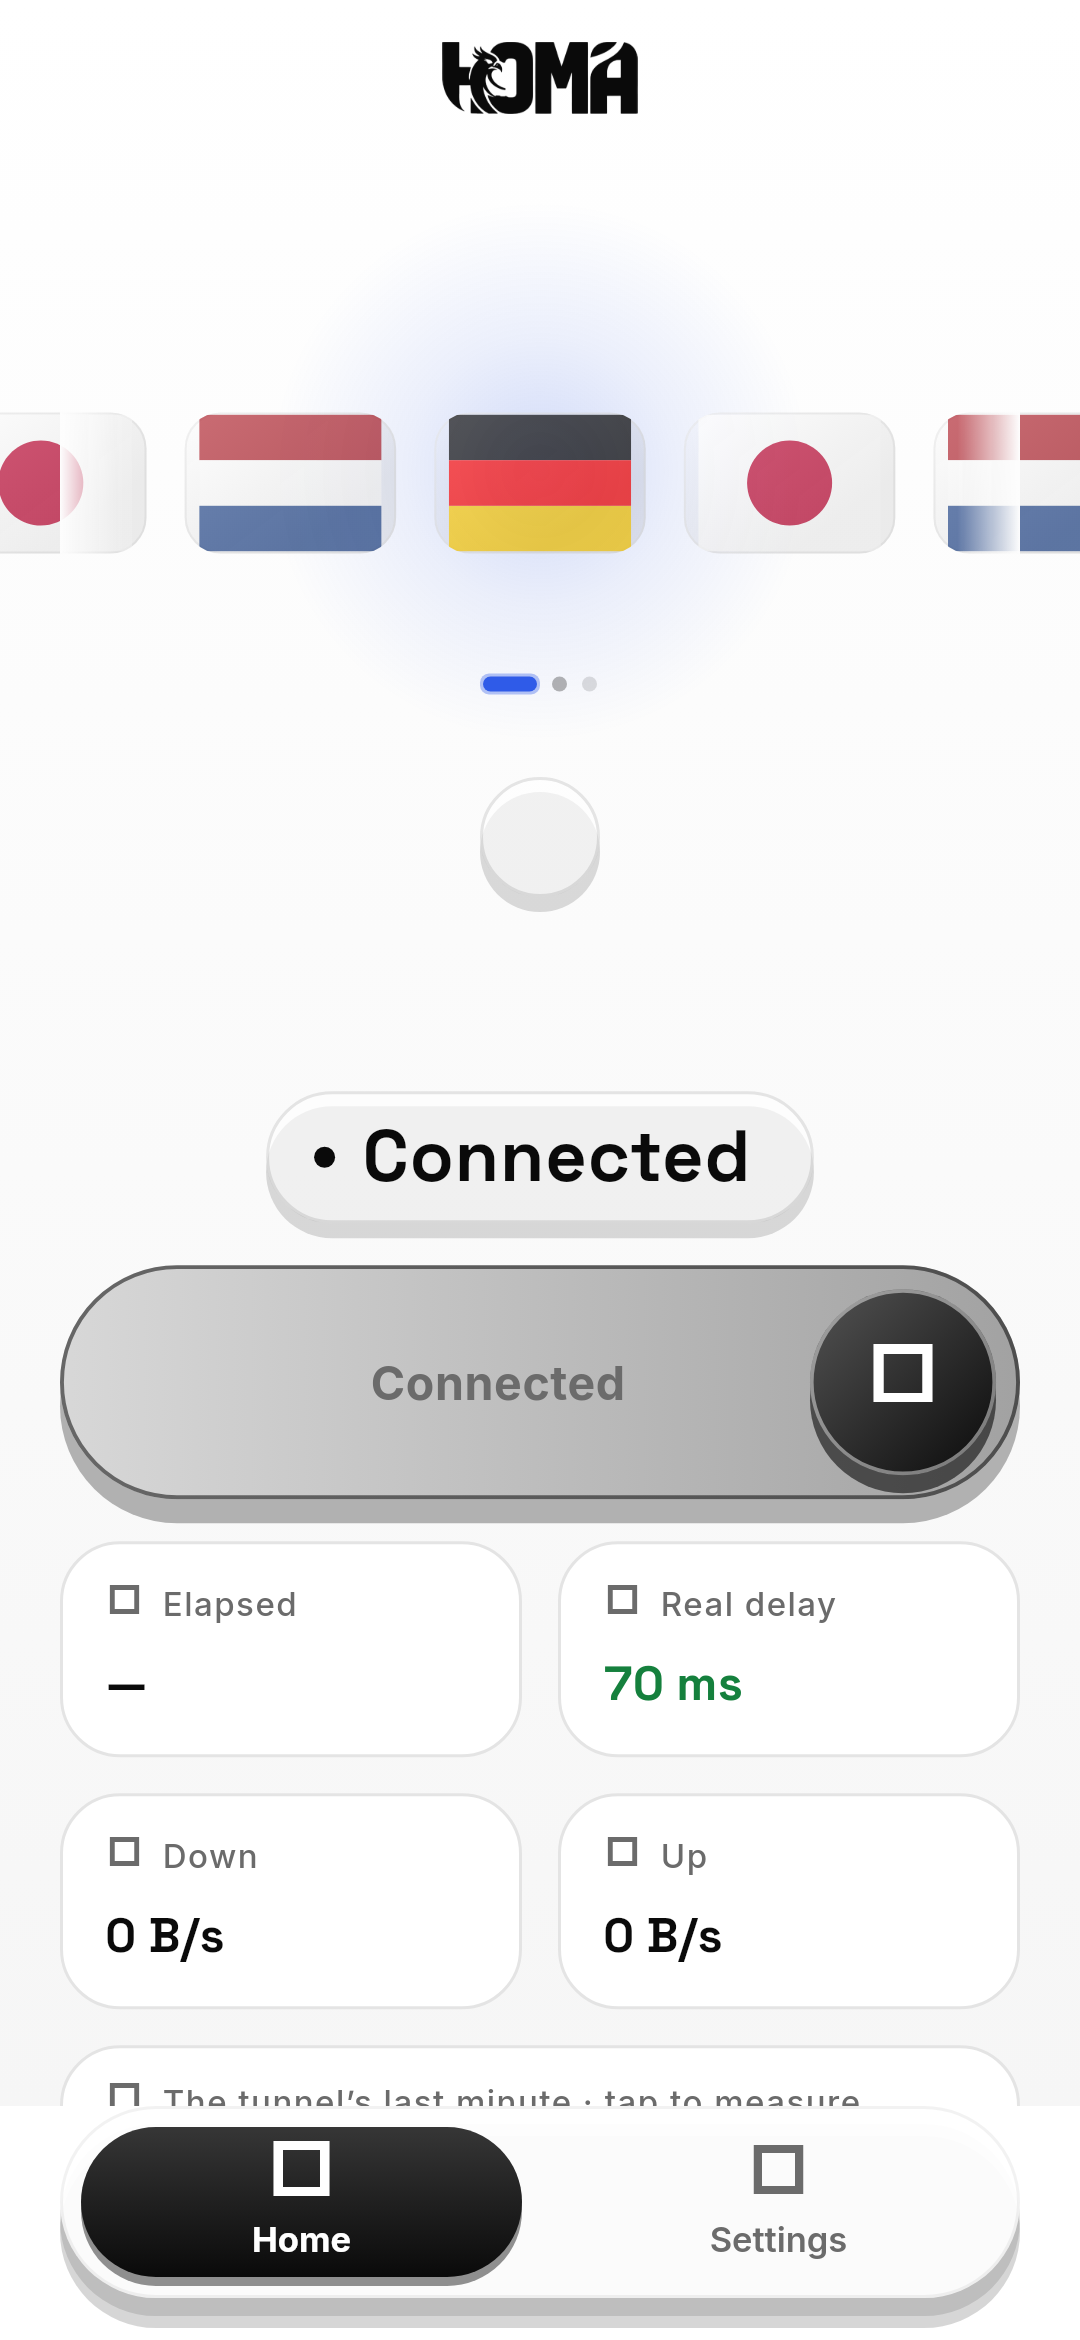 HOMA
• Connected
Connected
Elapsed
Real delay
—
70 ms
Down
Up
0 B/s
0 B/s
The tunnel’s last minute · tap to measure
Home
Settings